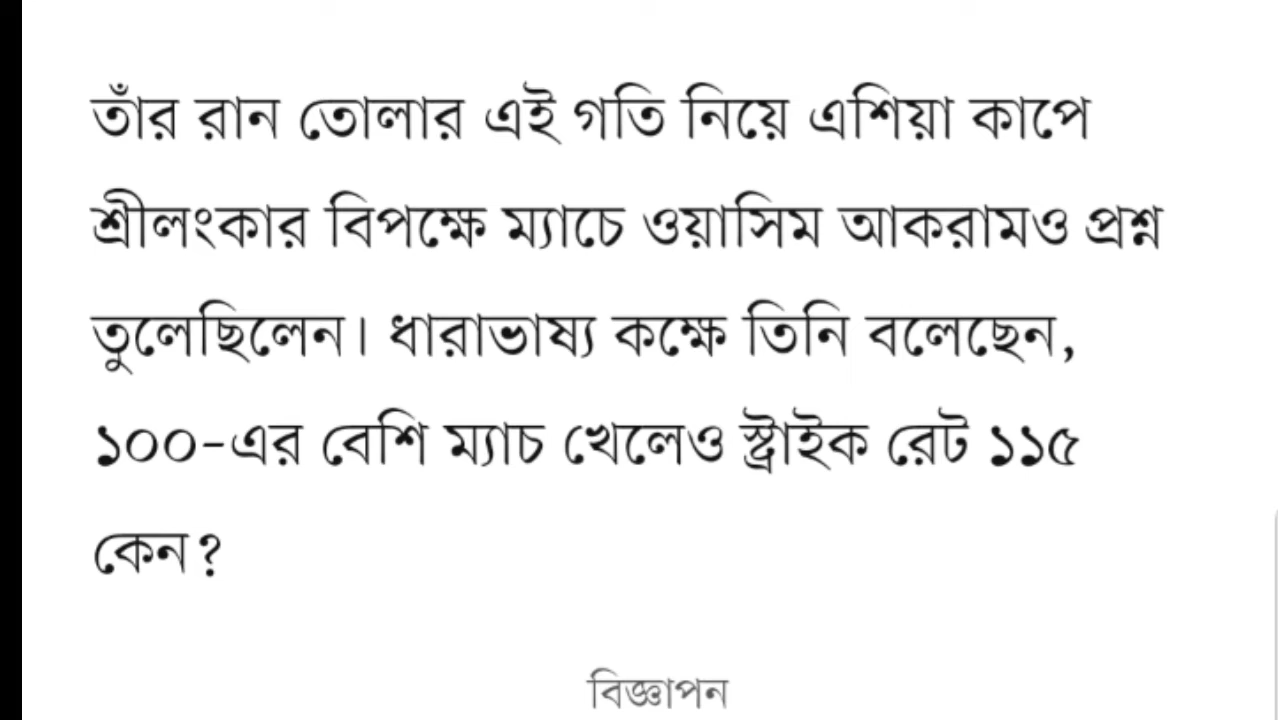 তাঁর রান তোলার এই গতি নিয়ে এশিয়া কাপে
শ্রীলংকার বিপক্ষে ম্যাচে ওয়াসিম আকরামও প্রশ্ন
তুলেছিলেন। ধারাভাষ্য কক্ষে তিনি বলেছেন,
১০০-এর বেশি ম্যাচ খেলেও স্ট্রাইক রেট ১১৫
কেন?
বিজ্ঞাপন